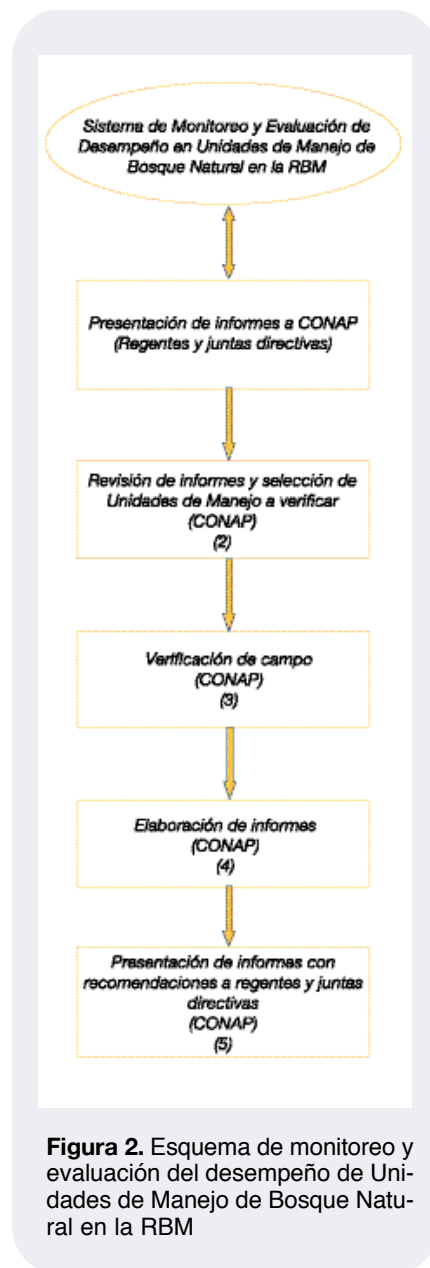 Sistema de Monitoreo y Evaluación de
Desempeño en Unidades de Manejo de
Bosque Natural en la RBM
Presentación de informes a CONAP
(Regentes y juntas directivas)
Revisión de informes y selección de
Unidades de Manejo a verificar
(CONAP)
(2)
Verificación de campo
(CONAP)
(3)
Elaboración de informes
(CONAP)
(4)
Presentación de informes con
recomendaciones a regentes y juntas
directivas
(CONAP)
(5)
Figura 2. Esquema de monitoreo y
evaluación del desempeño de Uni-
dades de Manejo de Bosque Natu-
ral en la RBM